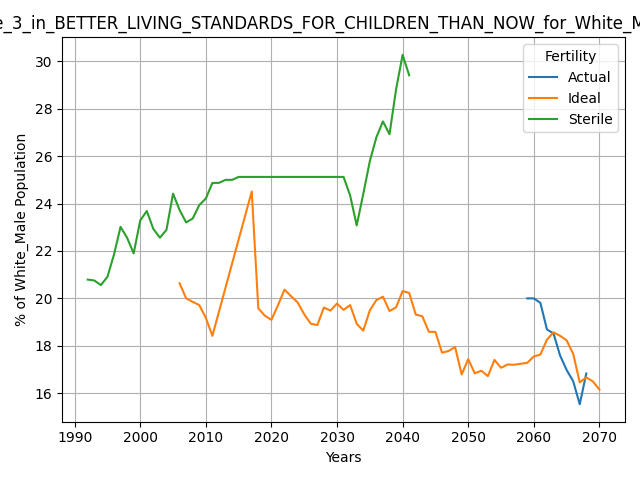 _3_in_BETTER_LIVING_STANDARDS_FOR_CHILDREN_THAN_NOW_for_White_M
Fertility
Actual
Ideal
Sterile
% of White_Male Population
30
28
26
24
22
20
18
16
1990
2000
2010
2020
2030
2040
2050
2060
2070
Years